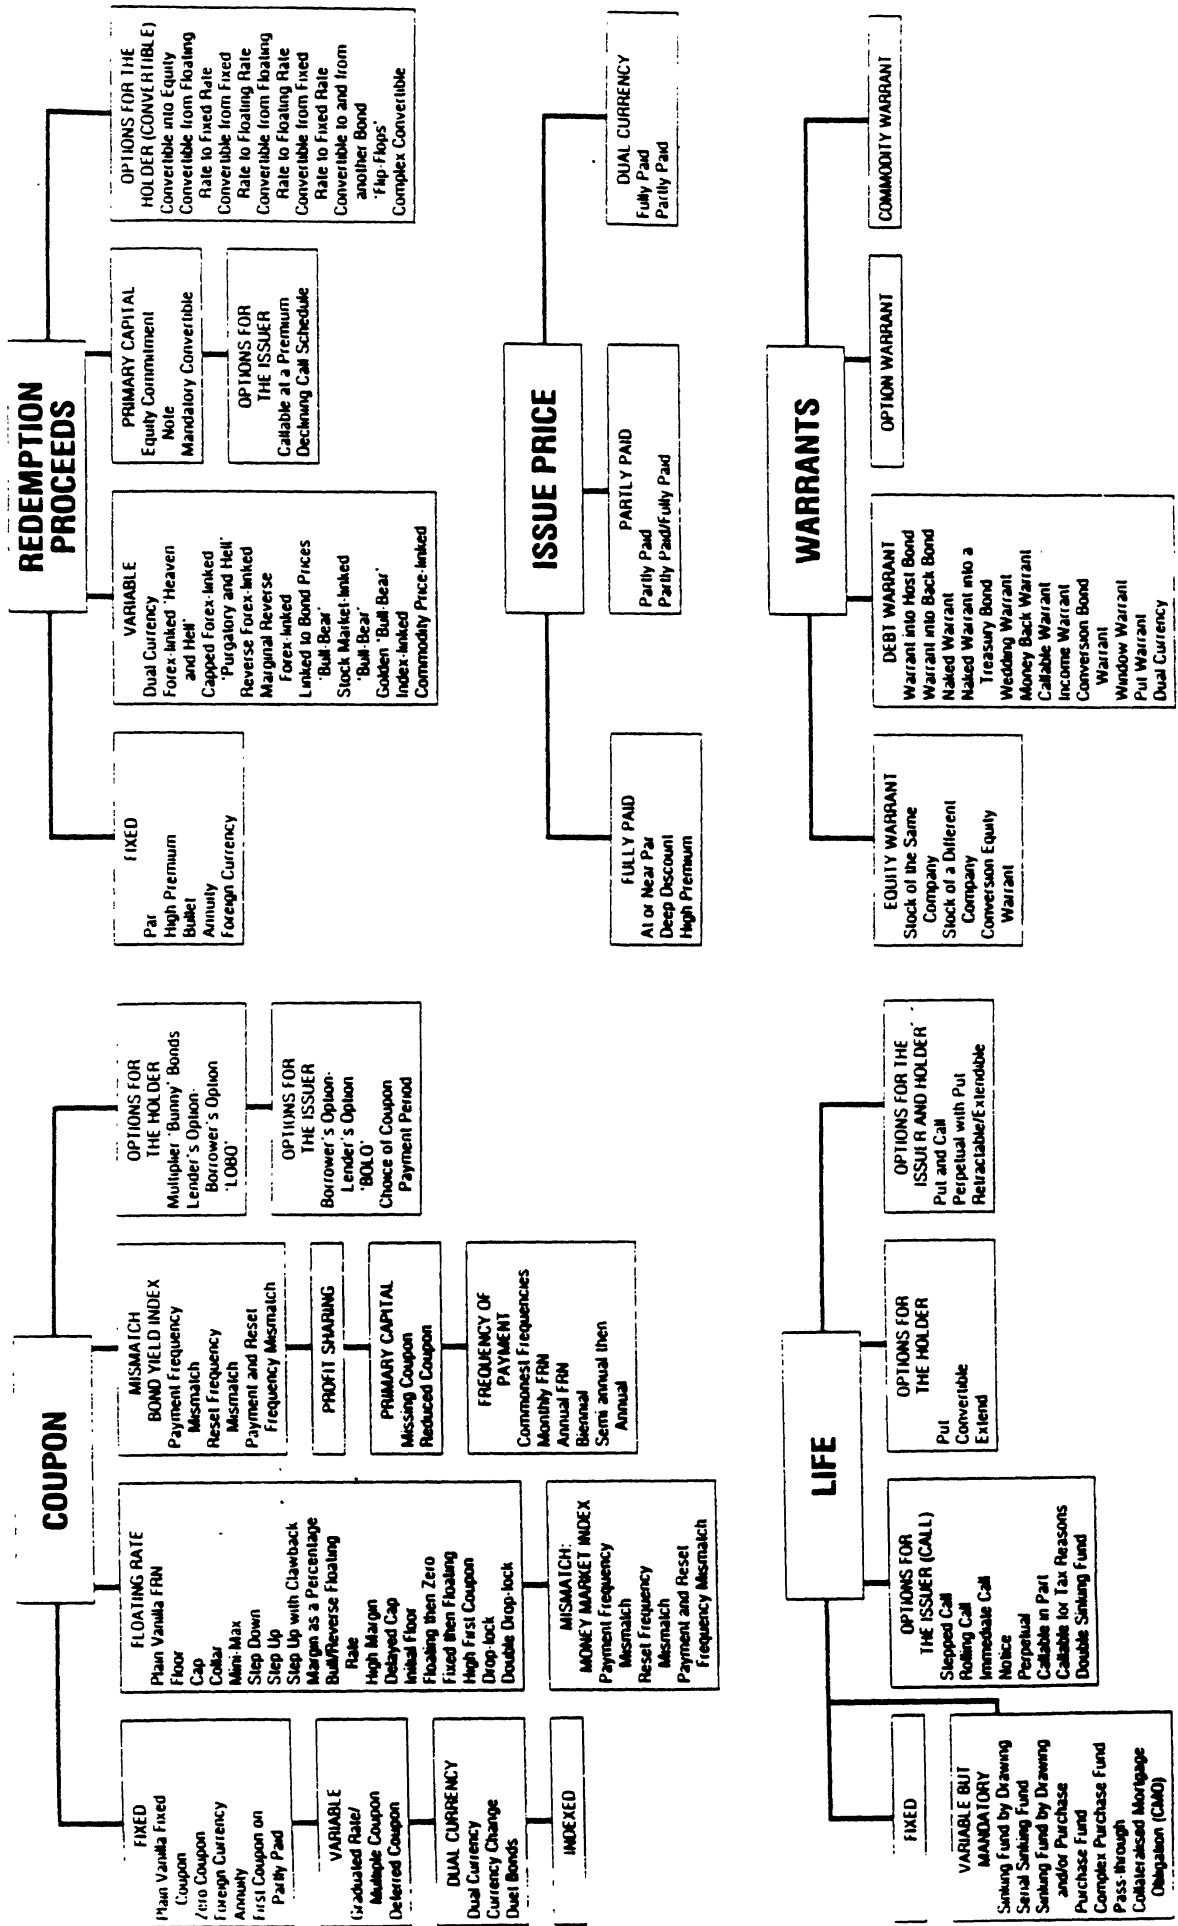 COUPON
FIXED
Plain Vanilla Fixed
Coupon
Zero Coupon
Foreign Currency
Annuity
First Coupon on
Partly Paid
VARIABLE
Graduated Rate/
Multiple Coupon
Deferred Coupon
DUAL CURRENCY
Dual Currency
Currency Change
Duet Bonds
INDEXED
FLOATING RATE
Plain Vanilla FRN
Floor
Cap
Collar
Mini-Max
Step Down
Step Up
Step Up with Clawback
Margin as a Percentage
Bull/Reverse Floating
Rate
High Margin
Delayed Cap
Initial Floor
Floating then Zero
Fixed then Floating
High First Coupon
Drop-lock
Double Drop-lock
MISMATCH:
MONEY MARKET INDEX
Payment Frequency
Mismatch
Reset Frequency
Mismatch
Payment and Reset
Frequency Mismatch
MISMATCH
BOND YIELD INDEX
Payment Frequency
Mismatch
Reset Frequency
Mismatch
Payment and Reset
Frequency Mismatch
PROFIT SHARING
PRIMARY CAPITAL
Missing Coupon
Reduced Coupon
FREQUENCY OF
PAYMENT
Commonest Frequencies
Monthly FRN
Annual FRN
Biennial
Semi annual then
Annual
OPTIONS FOR
THE HOLDER
Multiplier 'Bunny' Bonds
Lender's Option-
Borrower's Option
'LOBO'
OPTIONS FOR
THE ISSUER
Borrower's Option-
Lender's Option
'BOLO'
Choice of Coupon
Payment Period
REDEMPTION
PROCEEDS
FIXED
Par
High Premium
Bullet
Annuity
Foreign Currency
VARIABLE
Dual Currency
Forex-linked 'Heaven
and Hell'
Capped Forex-linked
'Purgatory and Hell'
Reverse Forex-linked
Marginal Reverse
Forex-linked
Linked to Bond Prices
'Bull-Bear'
Stock Market-linked
'Bull-Bear'
Golden 'Bull-Bear'
Index-linked
Commodity Price-linked
PRIMARY CAPITAL
Equity Commitment
Note
Mandatory Convertible
OPTIONS FOR
THE ISSUER
Callable at a Premium
Declining Call Schedule
OPTIONS FOR THE
HOLDER (CONVERTIBLE)
Convertible into Equity
Convertible from Floating
Rate to Fixed Rate
Convertible from Fixed
Rate to Floating Rate
Convertible from Floating
Rate to Floating Rate
Convertible from Fixed
Rate to Fixed Rate
Convertible to and from
another Bond
'Flip-Flops'
Complex Convertible
ISSUE PRICE
FULLY PAID
At or Near Par
Deep Discount
High Premium
PARTLY PAID
Partly Paid
Partly Paid/Fully Paid
DUAL CURRENCY
Fully Paid
Partly Paid
LIFE
FIXED
VARIABLE BUT
MANDATORY
Sinking Fund by Drawing
Serial Sinking Fund
Sinking Fund by Drawing
and/or Purchase
Purchase Fund
Complex Purchase Fund
Pass-through
Collateralised Mortgage
Obligation (CMO)
OPTIONS FOR
THE ISSUER (CALL)
Stepped Call
Rolling Call
Immediate Call
Notice
Perpetual
Callable in Part
Callable for Tax Reasons
Double Sinking Fund
OPTIONS FOR
THE HOLDER
Put
Convertible
Extend
OPTIONS FOR THE
ISSUER AND HOLDER
Put and Call
Perpetual with Put
Retractable/Extendible
WARRANTS
EQUITY WARRANT
Stock of the Same
Company
Stock of a Different
Company
Conversion Equity
Warrant
DEBT WARRANT
Warrant into Host Bond
Warrant into Back Bond
Naked Warrant
Naked Warrant into a
Treasury Bond
Wedding Warrant
Money Back Warrant
Callable Warrant
Income Warrant
Conversion Bond
Warrant
Window Warrant
Put Warrant
Dual Currency
OPTION WARRANT
COMMODITY WARRANT